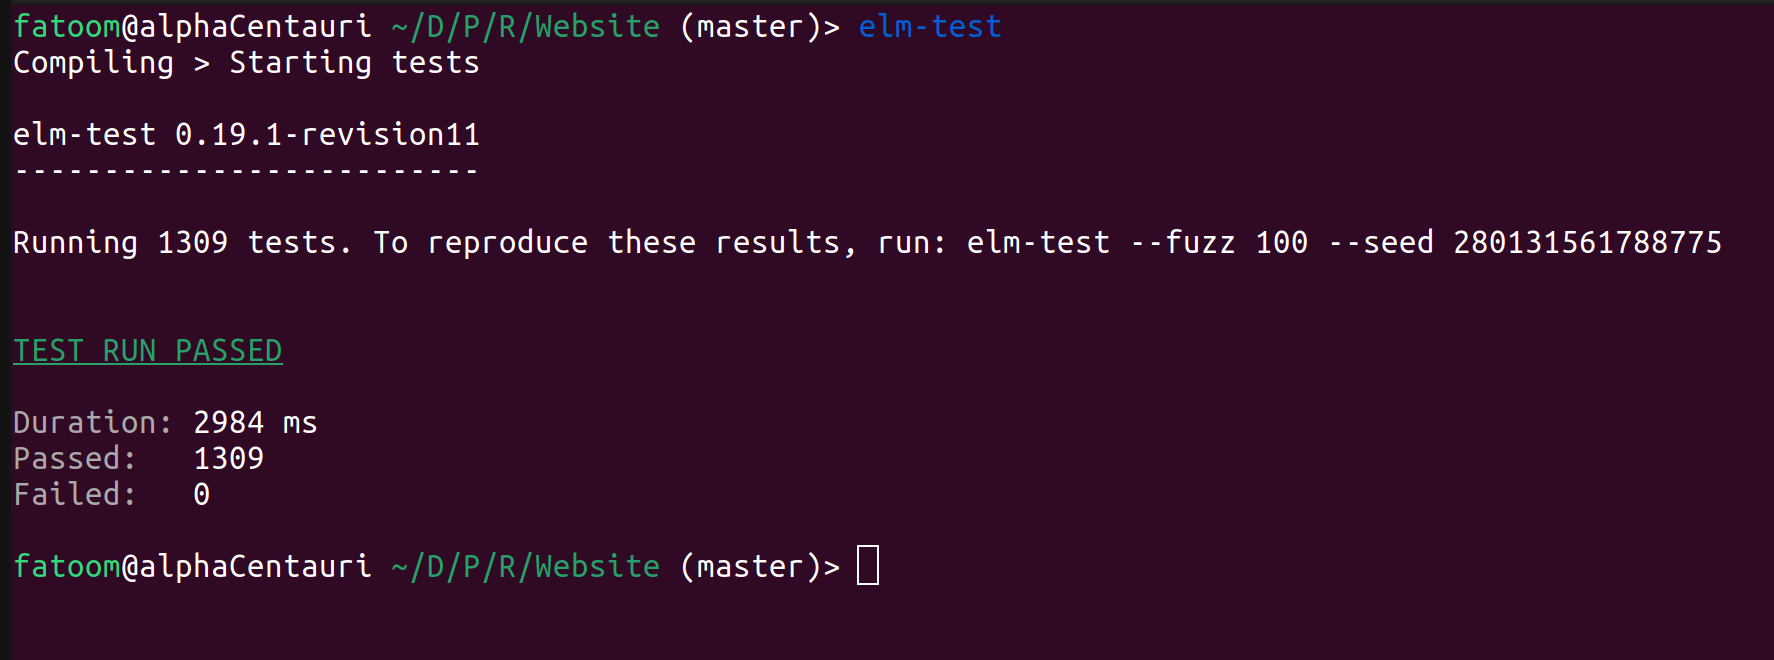 fatoom@alphaCentauri ~/D/P/R/Website (master)> elm-test
Compiling > Starting tests
elm-test 0.19.1-revision11
--------------------------
Running 1309 tests. To reproduce these results, run: elm-test --fuzz 100 --seed 280131561788775
TEST RUN PASSED
Duration: 2984 ms
Passed:   1309
Failed:   0
fatoom@alphaCentauri ~/D/P/R/Website (master)>